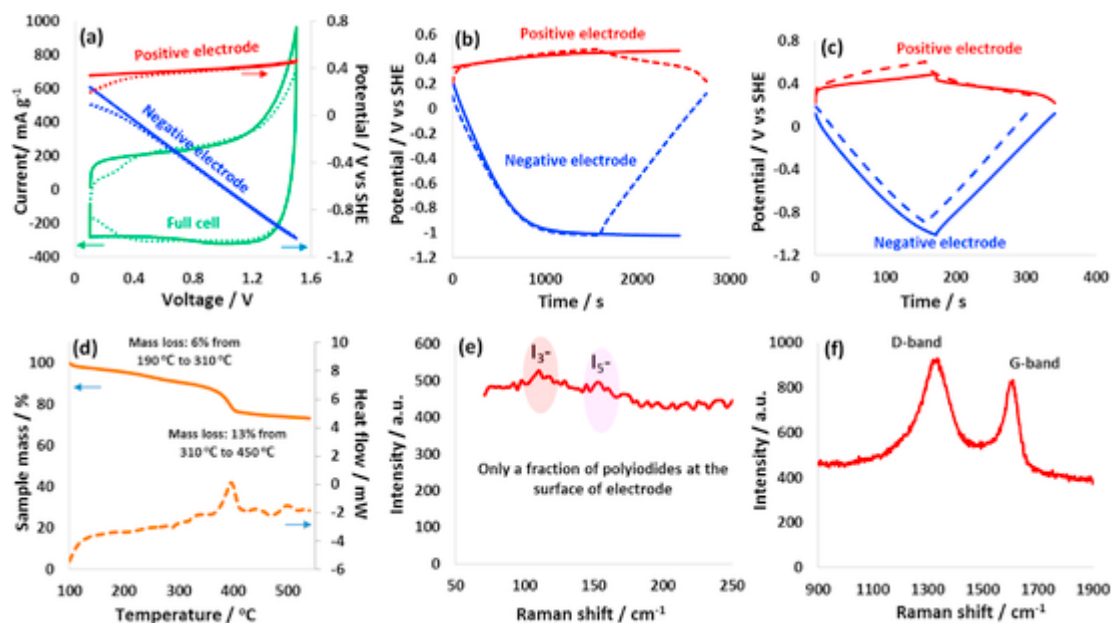 (a)
Positive electrode
Negative electrode
Full cell
1000
800
600
400
200
0
-200
-400
Current/ mA g-1
0
0.4
0.8
1.2
1.6
Voltage / V
0.8
0.4
0
-0.4
-0.8
-1.2
Potential / V vs SHE
(b)
Positive electrode
Negative electrode
0.6
0.4
0.2
0
-0.2
-0.4
-0.6
-0.8
-1
-1.2
Potential / V vs SHE
0
1000
2000
3000
Time / s
(c)
Positive electrode
Negative electrode
0.8
0.4
0
-0.4
-0.8
-1.2
Potential / V vs SHE
0
100
200
300
400
Time / s
(d)
Mass loss: 6% from
190 °C to 310 °C
Mass loss: 13% from
310 °C to 450 °C
100
80
60
40
20
0
Sample mass / %
100
200
300
400
500
Temperature / °C
10
8
6
4
2
0
-2
-4
-6
Heat flow / mW
(e)
I3-
I5-
Only a fraction of polyiodides at the
surface of electrode
700
600
500
400
300
200
100
0
Intensity / a.u.
50
100
150
200
250
Raman shift / cm-1
(f)
D-band
G-band
1000
800
600
400
200
0
Intensity / a.u.
900
1100
1300
1500
1700
1900
Raman shift / cm-1